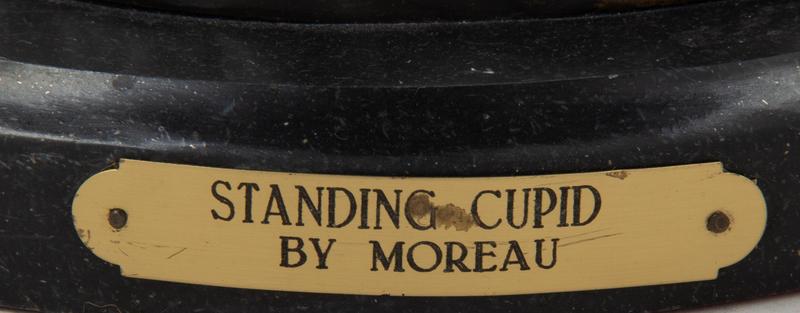 STANDING CUPID
BY MOREAU